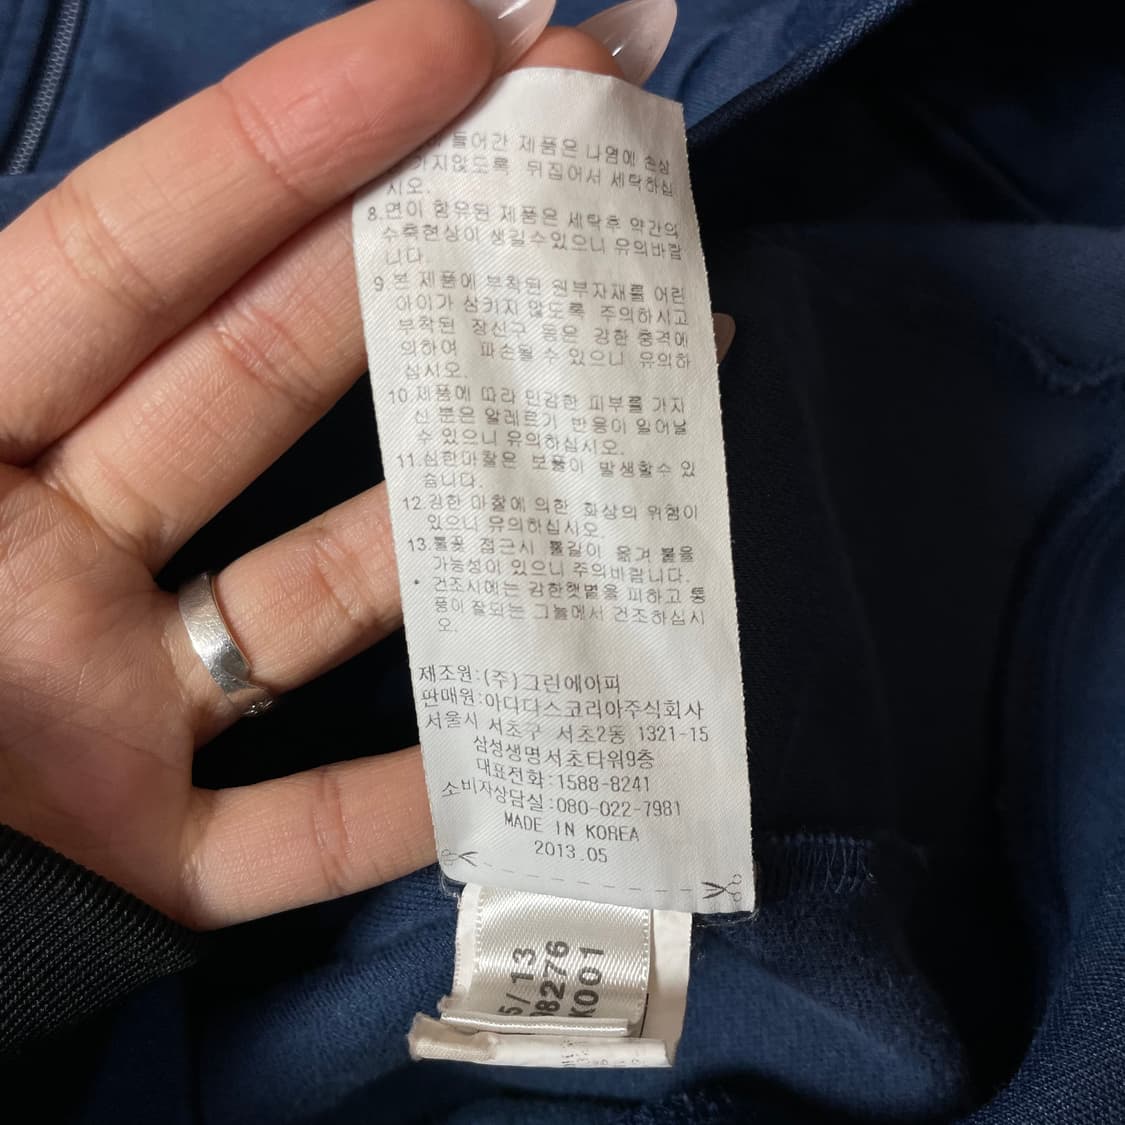 들어간 제품은 나염에 손상
가지않도록 뒤집어서 세탁하십
시오.
8.면이 함유된 제품은 세탁후 약간의
수축현상이 생길수있으니 유의바랍
니다.
9 본 제품에 부착된 원부자재를 어린
아이가 삼키지 않도록 주의하시고
부착된 장신구 등은 강한 충격에
의하여 파손될 수 있으니 유의하
십시오.
10.제품에 따라 민감한 피부를 가지
신 분은 알레르기 반응이 일어날
수 있으니 유의하십시오.
11.심한마찰은 보풀이 발생할수 있
습니다.
12.강한 마찰에 의한 화상의 위험이
있으니 유의하십시오.
13.불꽃 접근시 불길이 옮겨 붙을
가능성이 있으니 주의바랍니다.
• 건조시에는 강한햇볕을 피하고 통
풍이 잘되는 그늘에서 건조하십시
오.
제조원:(주)그린에이피
판매원:아디다스코리아주식회사
서울시 서초구 서초2동 1321-15
삼성생명서초타워9층
대표전화:1588-8241
소비자상담실:080-022-7981
MADE IN KOREA
2013.05
5/13
8276
K001